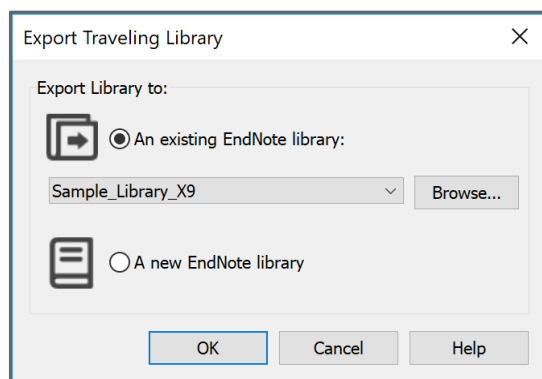 Export Traveling Library
Export Library to:
An existing EndNote library:
Sample_Library_X9
Browse...
A new EndNote library
OK Cancel Help